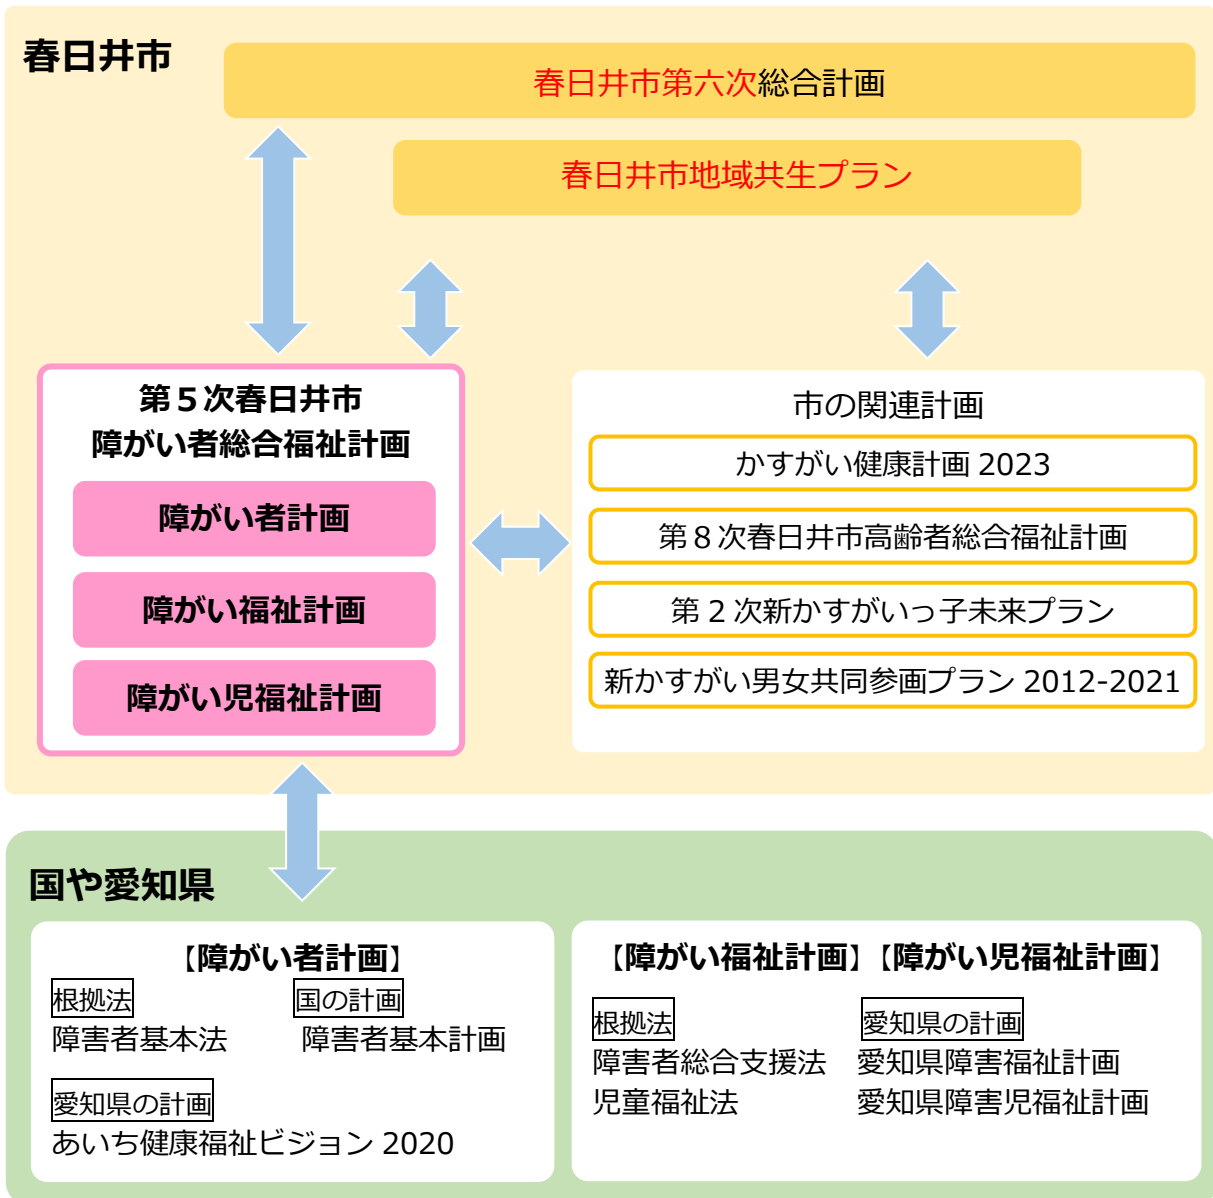 春日井市
春日井市第六次総合計画
春日井市地域共生プラン
第５次春日井市
障がい者総合福祉計画
障がい者計画
障がい福祉計画
障がい児福祉計画
市の関連計画
かすがい健康計画 2023
第８次春日井市高齢者総合福祉計画
第 2 次新かすがいっ子未来プラン
新かすがい男女共同参画プラン 2012-2021
国や愛知県
【障がい者計画】
根拠法 国の計画
障害者基本法 障害者基本計画
愛知県の計画
あいち健康福祉ビジョン 2020
【障がい福祉計画】【障がい児福祉計画】
根拠法 愛知県の計画
障害者総合支援法 愛知県障害福祉計画
児童福祉法 愛知県障害児福祉計画